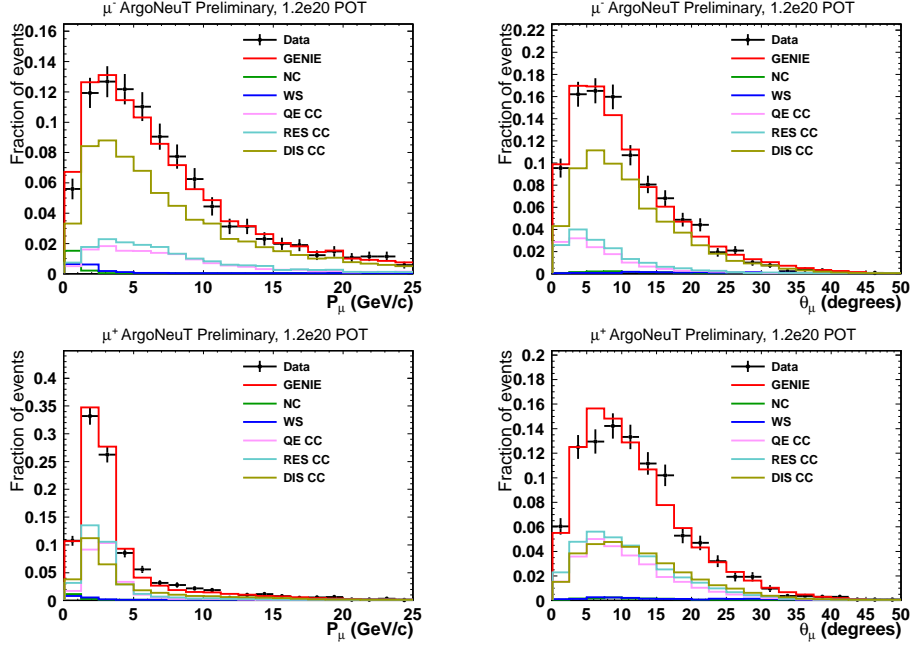 μ⁻ ArgoNeuT Preliminary, 1.2e20 POT
Fraction of events
0.16
0.14
0.12
0.1
0.08
0.06
0.04
0.02
0
Data
GENIE
NC
WS
QE CC
RES CC
DIS CC
0 5 10 15 20 25
P_μ (GeV/c)
μ⁻ ArgoNeuT Preliminary, 1.2e20 POT
Fraction of events
0.22
0.2
0.18
0.16
0.14
0.12
0.1
0.08
0.06
0.04
0.02
0
Data
GENIE
NC
WS
QE CC
RES CC
DIS CC
0 5 10 15 20 25 30 35 40 45 50
θ_μ (degrees)
μ⁺ ArgoNeuT Preliminary, 1.2e20 POT
Fraction of events
0.4
0.35
0.3
0.25
0.2
0.15
0.1
0.05
0
Data
GENIE
NC
WS
QE CC
RES CC
DIS CC
0 5 10 15 20 25
P_μ (GeV/c)
μ⁺ ArgoNeuT Preliminary, 1.2e20 POT
Fraction of events
0.2
0.18
0.16
0.14
0.12
0.1
0.08
0.06
0.04
0.02
0
Data
GENIE
NC
WS
QE CC
RES CC
DIS CC
0 5 10 15 20 25 30 35 40 45 50
θ_μ (degrees)